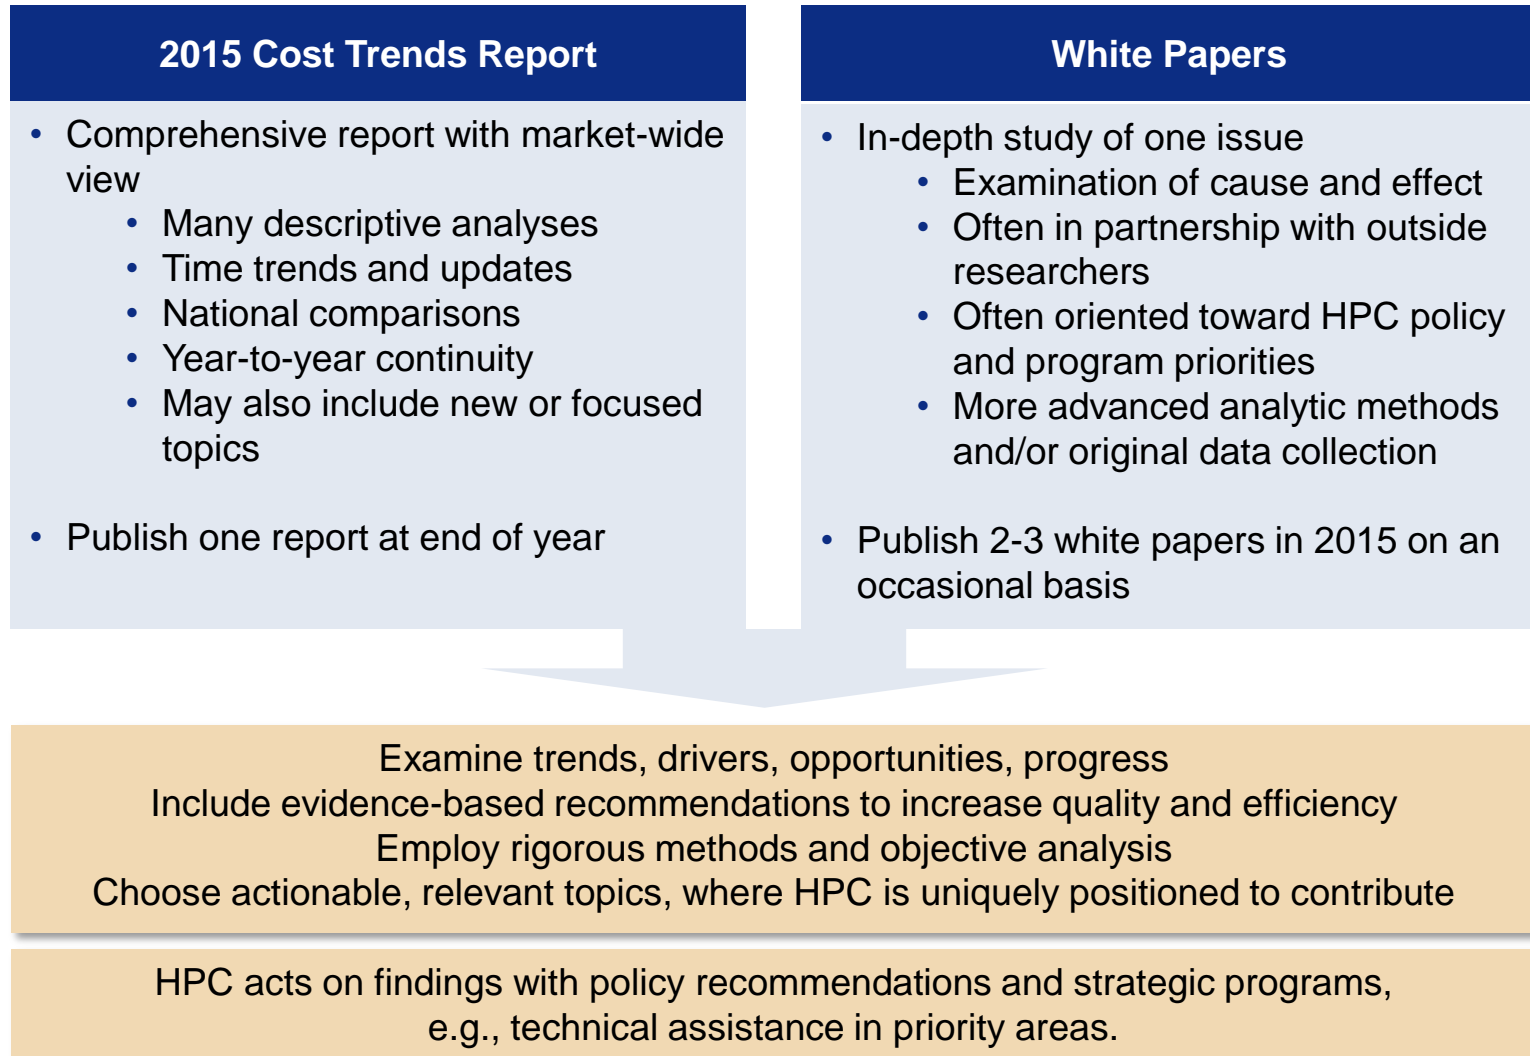 2015 Cost Trends Report
• Comprehensive report with market-wide
view
• Many descriptive analyses
• Time trends and updates
• National comparisons
• Year-to-year continuity
• May also include new or focused
topics
• Publish one report at end of year
White Papers
• In-depth study of one issue
• Examination of cause and effect
• Often in partnership with outside
researchers
• Often oriented toward HPC policy
and program priorities
• More advanced analytic methods
and/or original data collection
• Publish 2-3 white papers in 2015 on an
occasional basis
Examine trends, drivers, opportunities, progress
Include evidence-based recommendations to increase quality and efficiency
Employ rigorous methods and objective analysis
Choose actionable, relevant topics, where HPC is uniquely positioned to contribute
HPC acts on findings with policy recommendations and strategic programs,
e.g., technical assistance in priority areas.